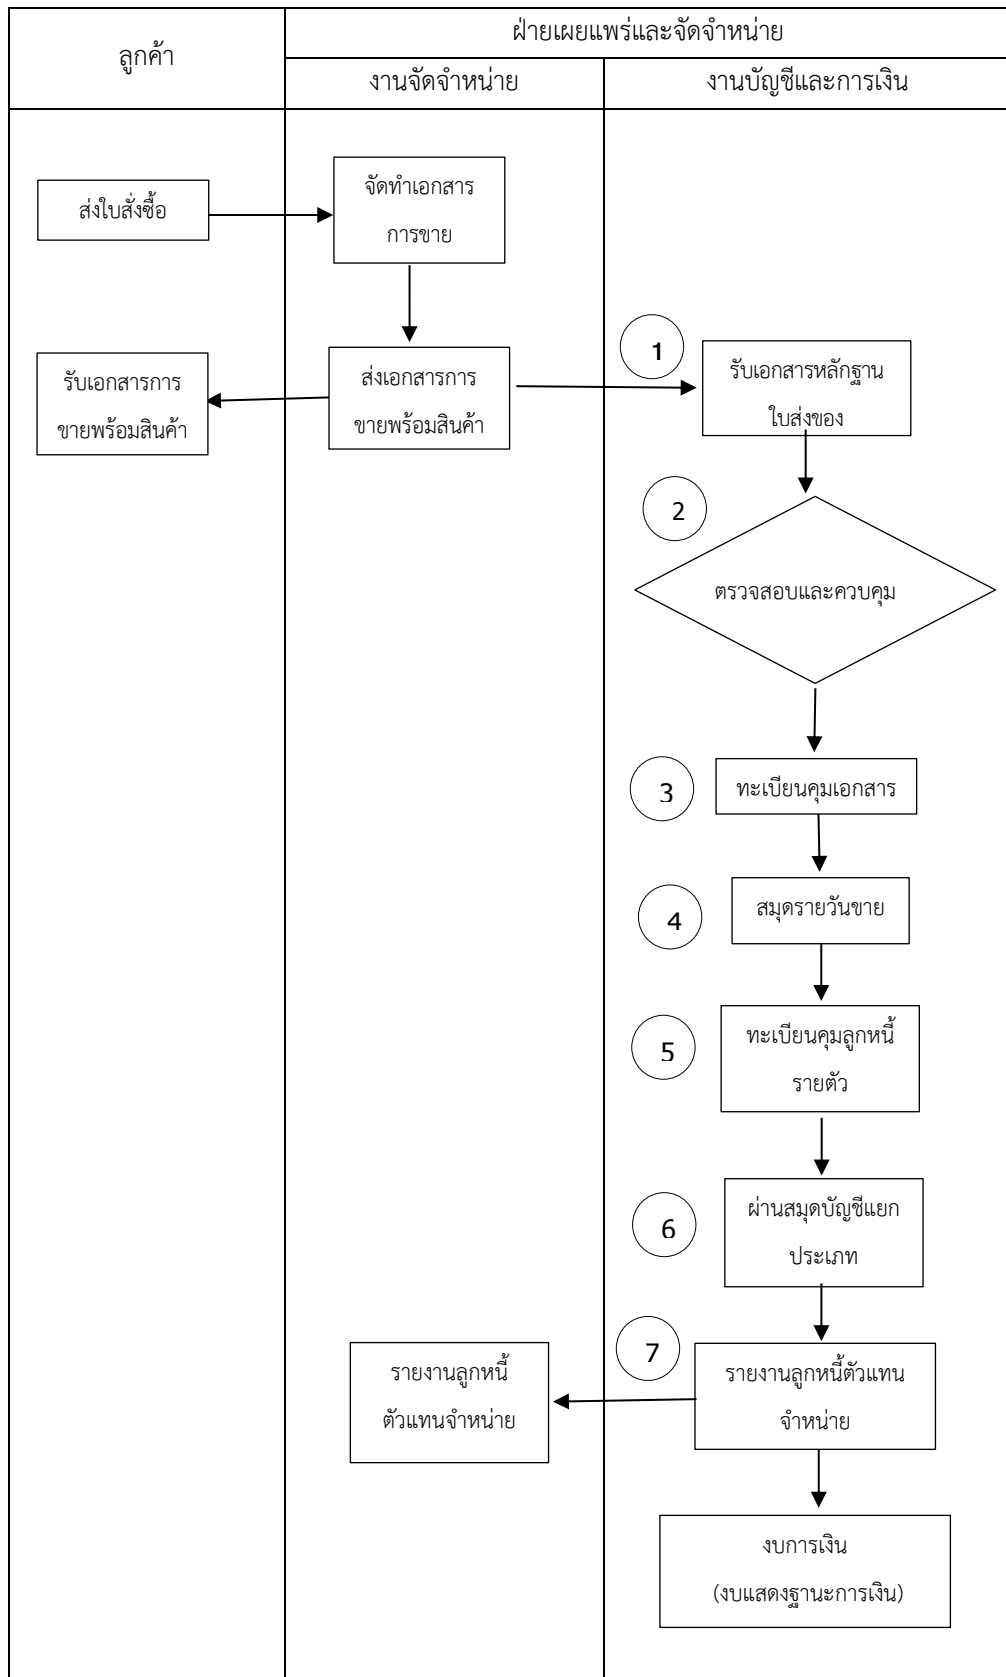 ลูกค้า
ฝ่ายเผยแพร่และจัดจำหน่าย
งานจัดจำหน่าย
งานบัญชีและการเงิน
ส่งใบสั่งซื้อ
จัดทำเอกสาร
การขาย
รับเอกสารการ
ขายพร้อมสินค้า
ส่งเอกสารการ
ขายพร้อมสินค้า
1
รับเอกสารหลักฐาน
ใบส่งของ
2
ตรวจสอบและควบคุม
3
ทะเบียนคุมเอกสาร
4
สมุดรายวันขาย
5
ทะเบียนคุมลูกหนี้
รายตัว
6
ผ่านสมุดบัญชีแยก
ประเภท
รายงานลูกหนี้
ตัวแทนจำหน่าย
7
รายงานลูกหนี้ตัวแทน
จำหน่าย
งบการเงิน
(งบแสดงฐานะการเงิน)